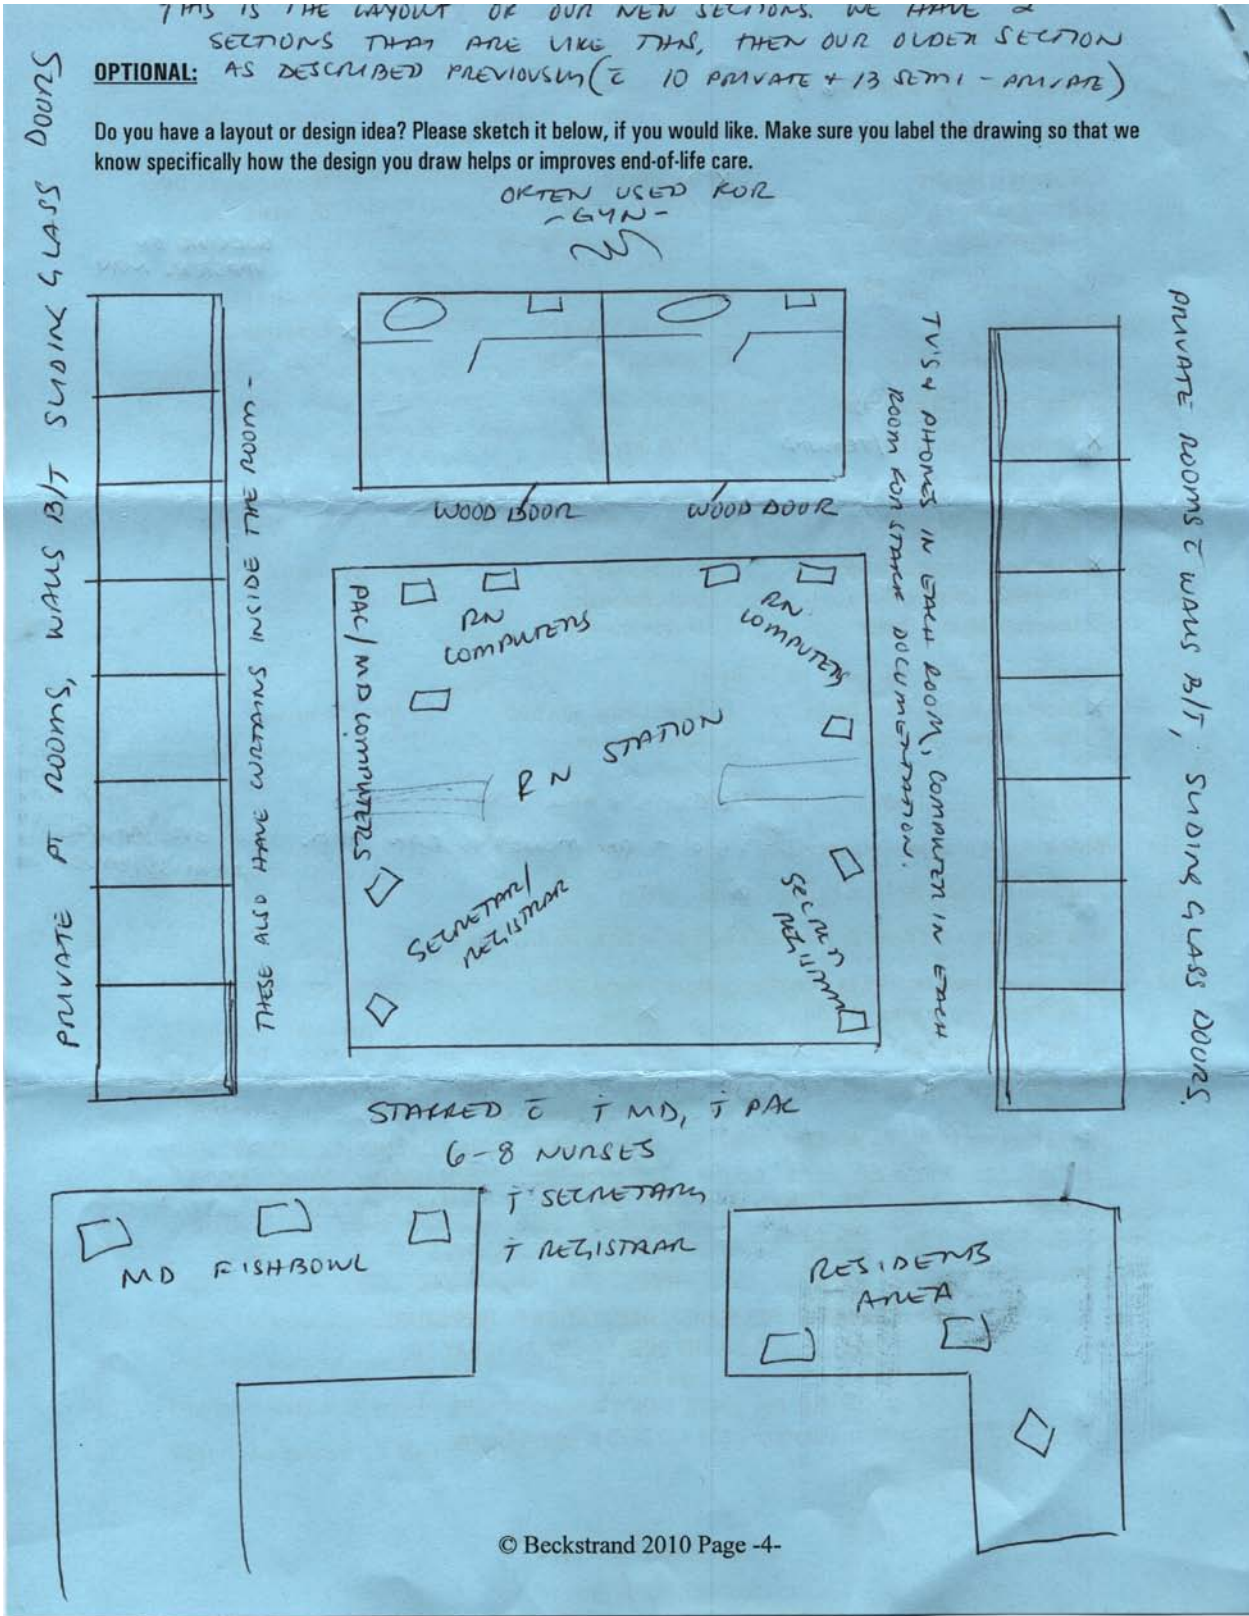 THIS IS THE LAYOUT OF OUR NEW SECTIONS. WE HAVE 2
SECTIONS THAT ARE LIKE THIS, THEN OUR OLDER SECTION
OPTIONAL: AS DESCRIBED PREVIOUSLY (c̄ 10 PRIVATE + 13 SEMI-PRIVATE)
Do you have a layout or design idea? Please sketch it below, if you would like. Make sure you label the drawing so that we
know specifically how the design you draw helps or improves end-of-life care.
OFTEN USED FOR
-GYN-
PRIVATE PT ROOMS, WALLS B/T SLIDING GLASS DOORS
THESE ALSO HAVE CURTAINS INSIDE THE ROOM-
WOOD DOOR
WOOD DOOR
TV'S & PHONES IN EACH ROOM, COMPUTER IN EACH
ROOM FOR STAFF DOCUMENTATION.
PRIVATE ROOMS c̄ WALLS B/T, SLIDING GLASS DOORS.
PAC/MD COMPUTERS
RN
COMPUTERS
RN
COMPUTERS
RN STATION
SECRETAR/
REGISTRAR
STAFFED c̄ i MD, i PAC
6-8 NURSES
i SECRETARY
i REGISTRAR
MD FISHBOWL
RESIDENTS
AREA
© Beckstrand 2010 Page -4-